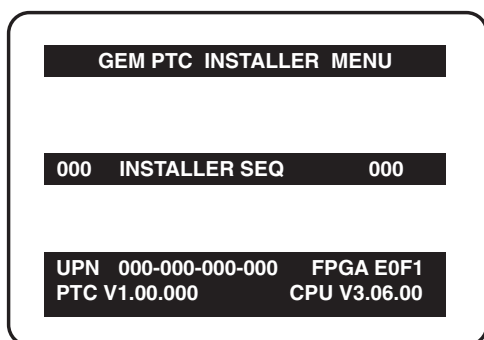 GEM PTC INSTALLER MENU
000 INSTALLER SEQ 000
UPN 000-000-000-000 FPGA E0F1
PTC V1.00.000 CPU V3.06.00